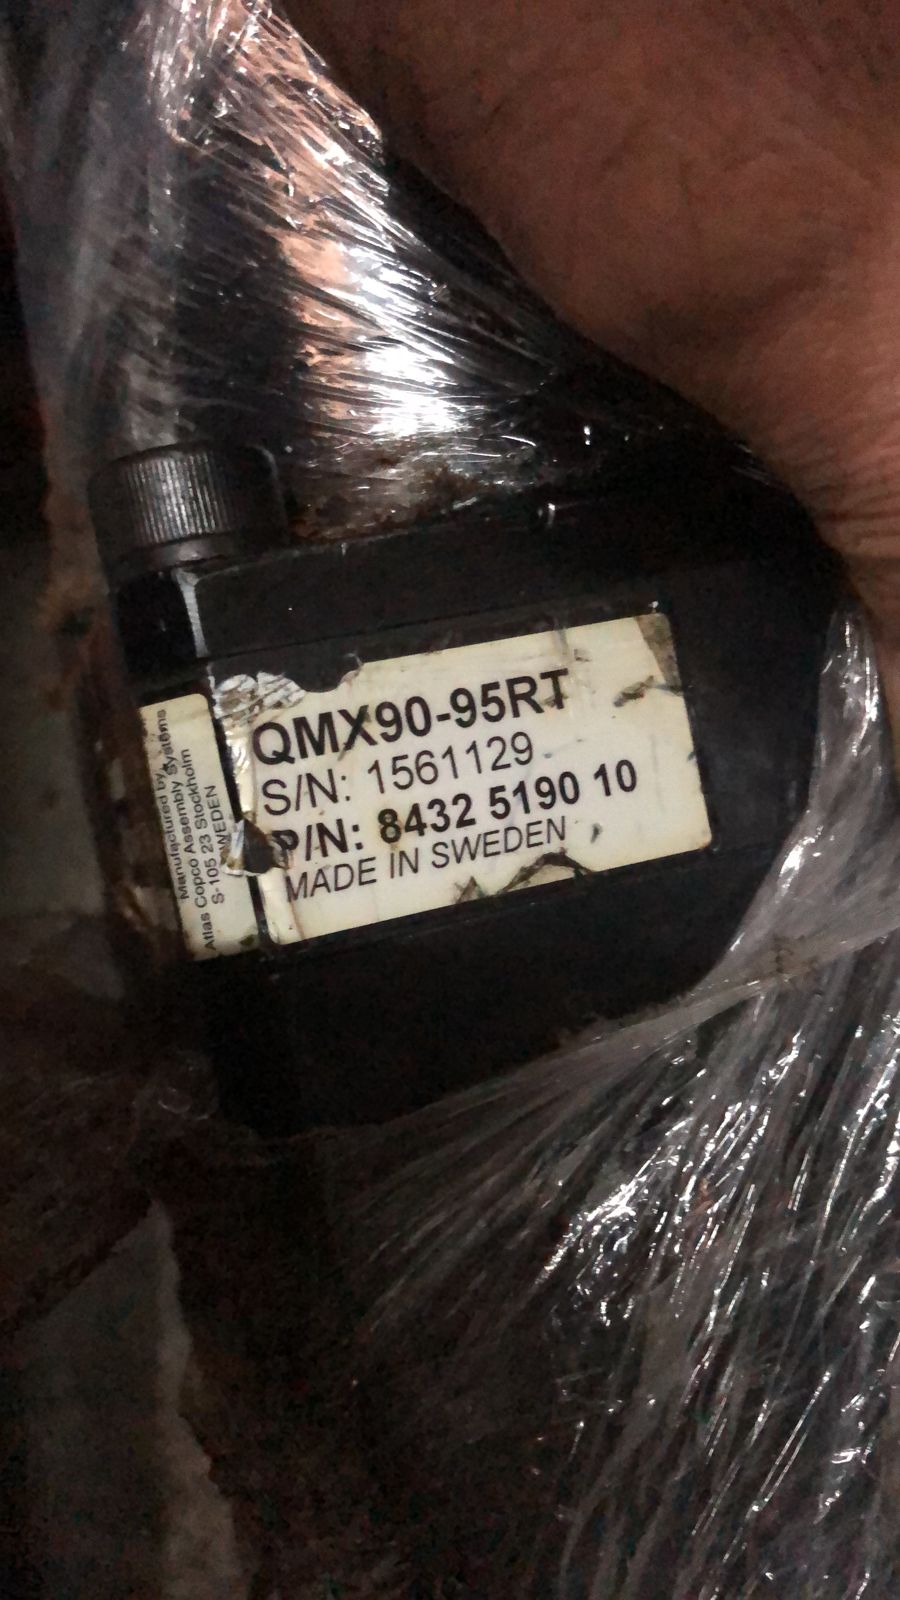 QMX90-95RT
S/N: 1561129
P/N: 8432 5190 10
MADE IN SWEDEN
Manufactured by
Atlas Copco Assembly Systems
S-105 23 Stockholm
SWEDEN